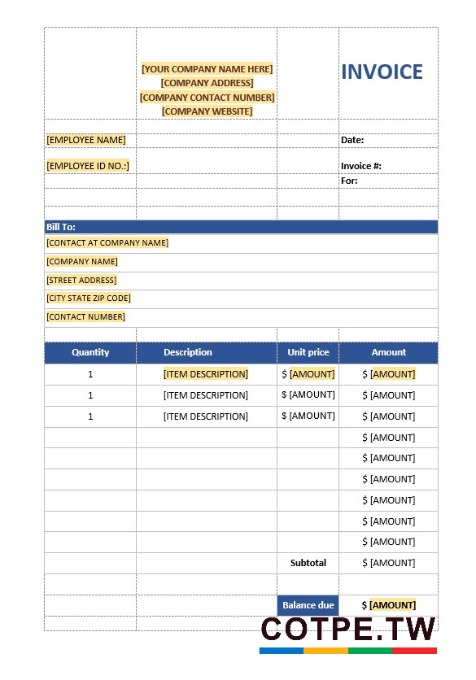 [YOUR COMPANY NAME HERE]
[COMPANY ADDRESS]
[COMPANY CONTACT NUMBER]
[COMPANY WEBSITE]
INVOICE
[EMPLOYEE NAME] Date:
[EMPLOYEE ID NO.:] Invoice #:
For:
Bill To:
[CONTACT AT COMPANY NAME]
[COMPANY NAME]
[STREET ADDRESS]
[CITY STATE ZIP CODE]
[CONTACT NUMBER]
Quantity Description Unit price Amount
1 [ITEM DESCRIPTION] $ [AMOUNT] $ [AMOUNT]
1 [ITEM DESCRIPTION] $ [AMOUNT] $ [AMOUNT]
1 [ITEM DESCRIPTION] $ [AMOUNT] $ [AMOUNT]
$ [AMOUNT]
$ [AMOUNT]
$ [AMOUNT]
$ [AMOUNT]
$ [AMOUNT]
$ [AMOUNT]
Subtotal $ [AMOUNT]
Balance due $ [AMOUNT]
COTPE.TW